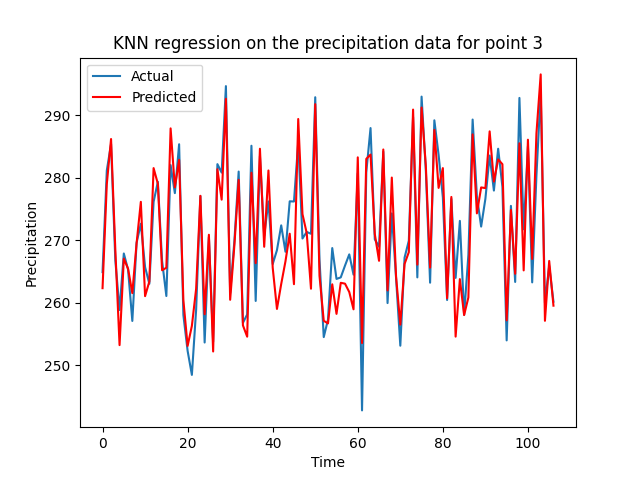 KNN regression on the precipitation data for point 3
Actual
Predicted
Precipitation
290
280
270
260
250
0 20 40 60 80 100
Time